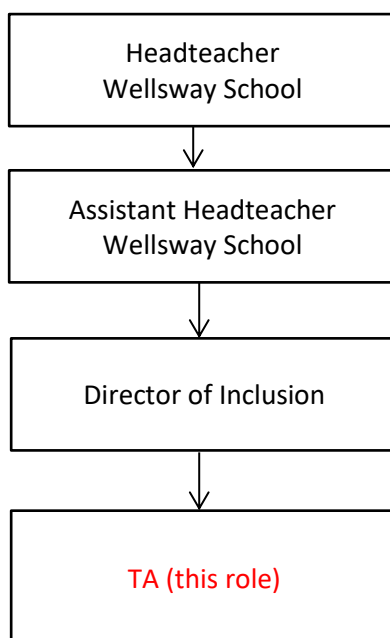 Headteacher
Wellsway School
Assistant Headteacher
Wellsway School
Director of Inclusion
TA (this role)